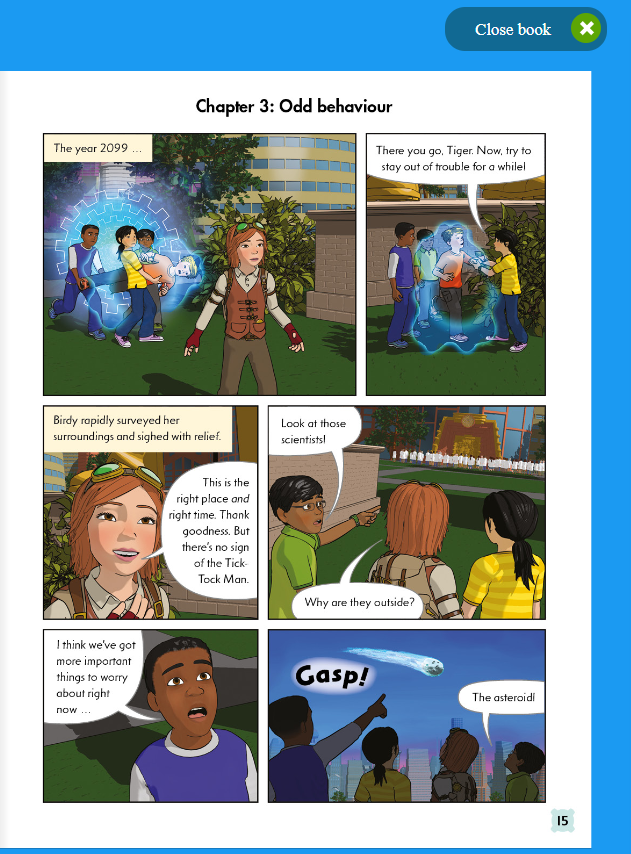 Close book
Chapter 3: Odd behaviour
The year 2099 ...
There you go, Tiger. Now, try to
stay out of trouble for a while!
Birdy rapidly surveyed her
surroundings and sighed with relief.
This is the
right place and
right time. Thank
goodness. But
there's no sign
of the Tick-
Tock Man.
Look at those
scientists!
Why are they outside?
I think we've got
more important
things to worry
about right
now ...
Gasp!
The asteroid!
15